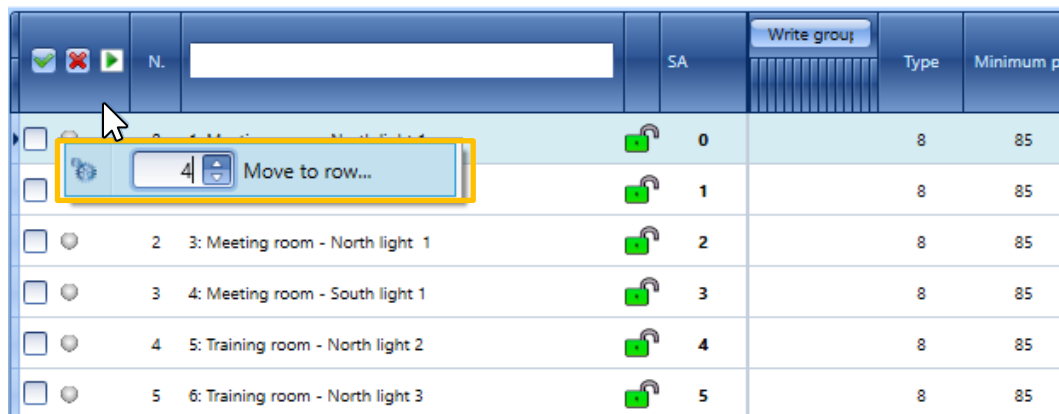 Write group
N. SA Type Minimum p
0 8 85
4 Move to row...
1 8 85
2 3: Meeting room - North light 1 2 8 85
3 4: Meeting room - South light 1 3 8 85
4 5: Training room - North light 2 4 8 85
5 6: Training room - North light 3 5 8 85